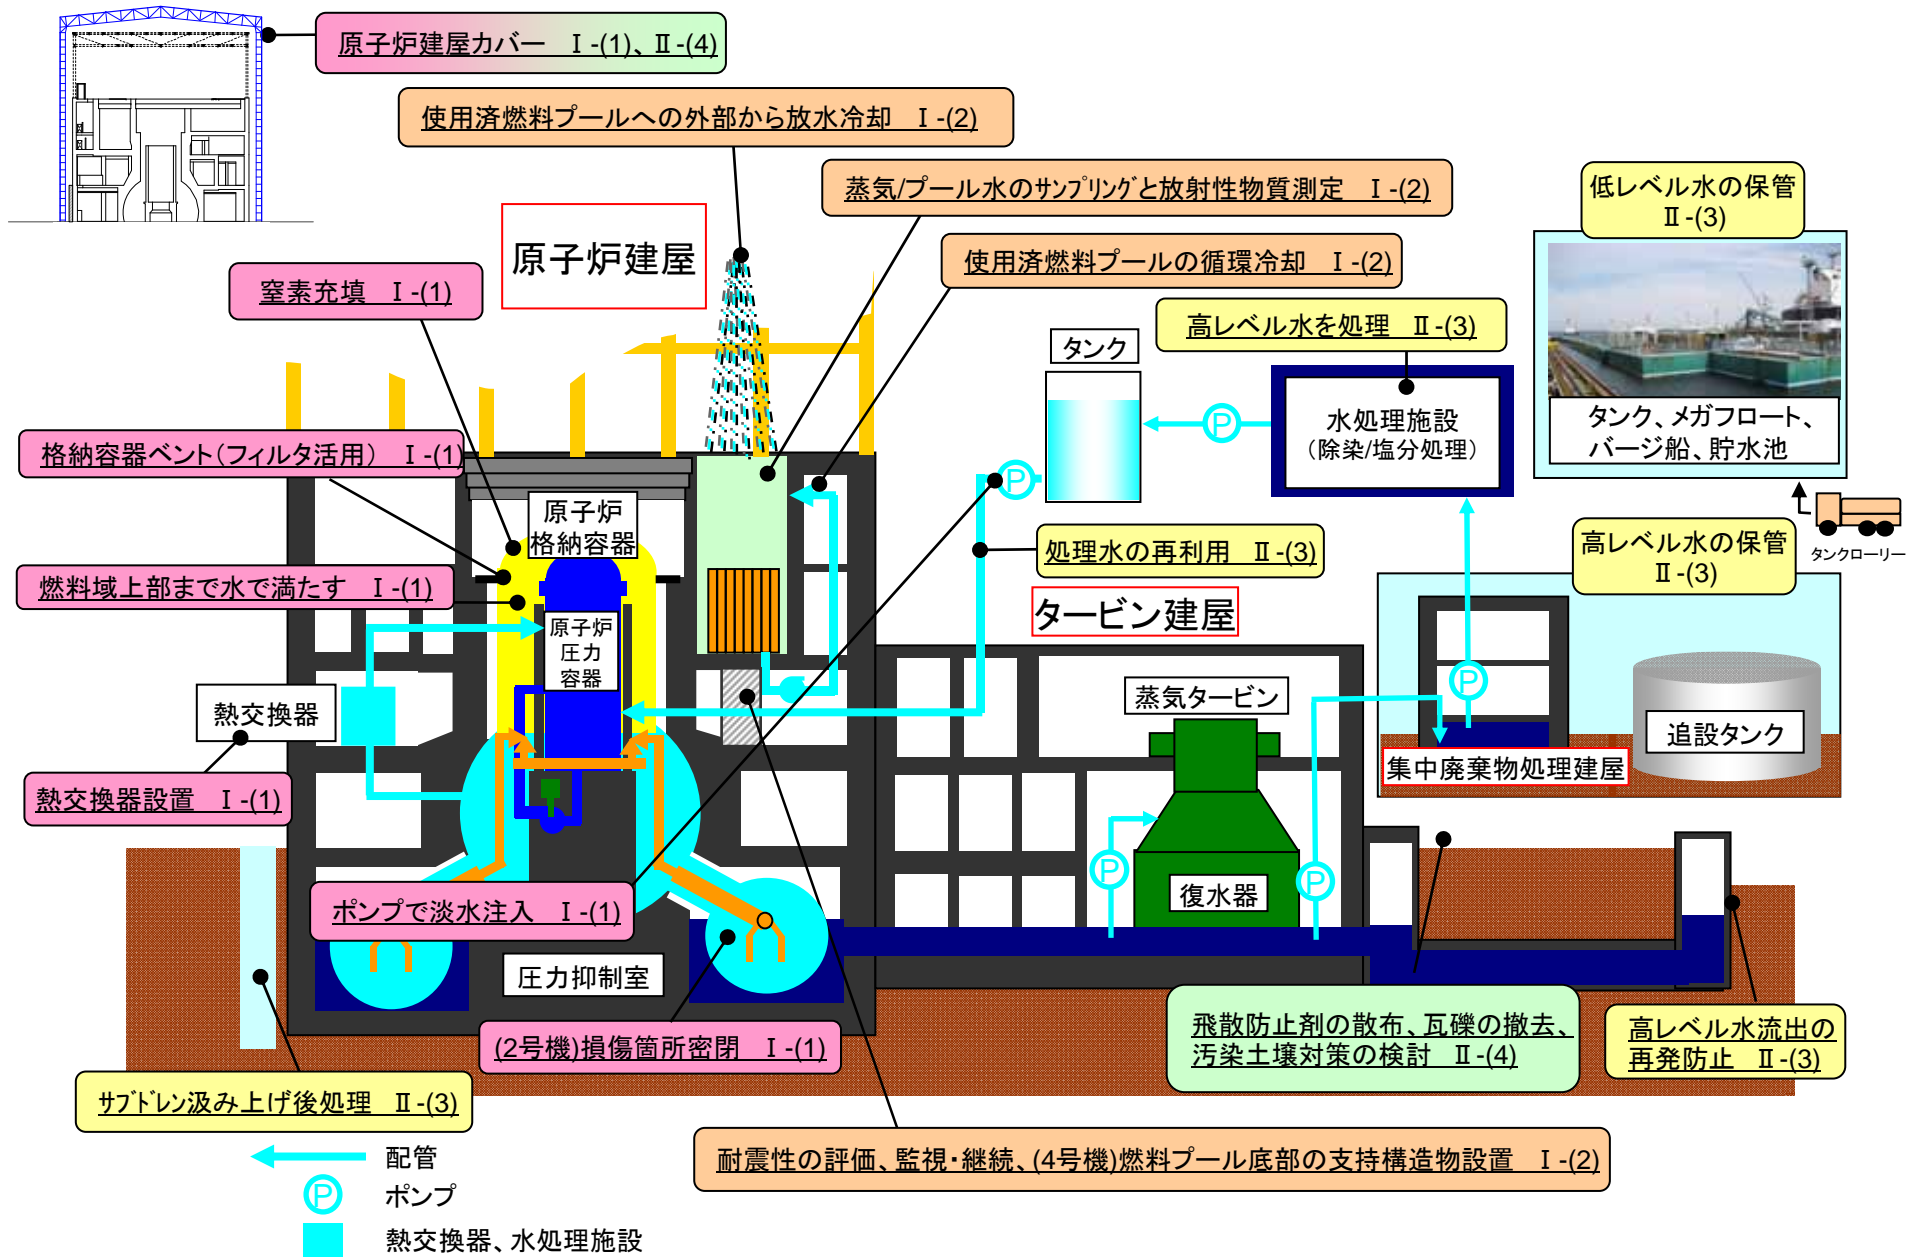 原子炉建屋カバー　Ⅰ-(1)、Ⅱ-(4)
使用済燃料プールへの外部から放水冷却　Ⅰ-(2)
蒸気/プール水のｻﾝﾌﾟﾘﾝｸﾞと放射性物質測定　Ⅰ-(2)
低レベル水の保管
Ⅱ-(3)
原子炉建屋
使用済燃料プールの循環冷却　Ⅰ-(2)
窒素充填　Ⅰ-(1)
高レベル水を処理　Ⅱ-(3)
タンク
水処理施設
（除染/塩分処理）
タンク、メガフロート、
バージ船、貯水池
格納容器ベント（フィルタ活用）　Ⅰ-(1)
P
P
原子炉
格納容器
処理水の再利用　Ⅱ-(3)
高レベル水の保管
Ⅱ-(3)
タンクローリー
燃料域上部まで水で満たす　Ⅰ-(1)
タービン建屋
原子炉
圧力
容器
熱交換器
蒸気タービン
P
追設タンク
集中廃棄物処理建屋
熱交換器設置　Ⅰ-(1)
P
P
復水器
ポンプで淡水注入　Ⅰ-(1)
圧力抑制室
(2号機)損傷箇所密閉　Ⅰ-(1)
飛散防止剤の散布、瓦礫の撤去、
汚染土壌対策の検討　Ⅱ-(4)
高レベル水流出の
再発防止　Ⅱ-(3)
ｻﾌﾞﾄﾞﾚﾝ汲み上げ後処理　Ⅱ-(3)
耐震性の評価、監視・継続、(4号機)燃料プール底部の支持構造物設置　Ⅰ-(2)
配管
P
ポンプ
熱交換器、水処理施設